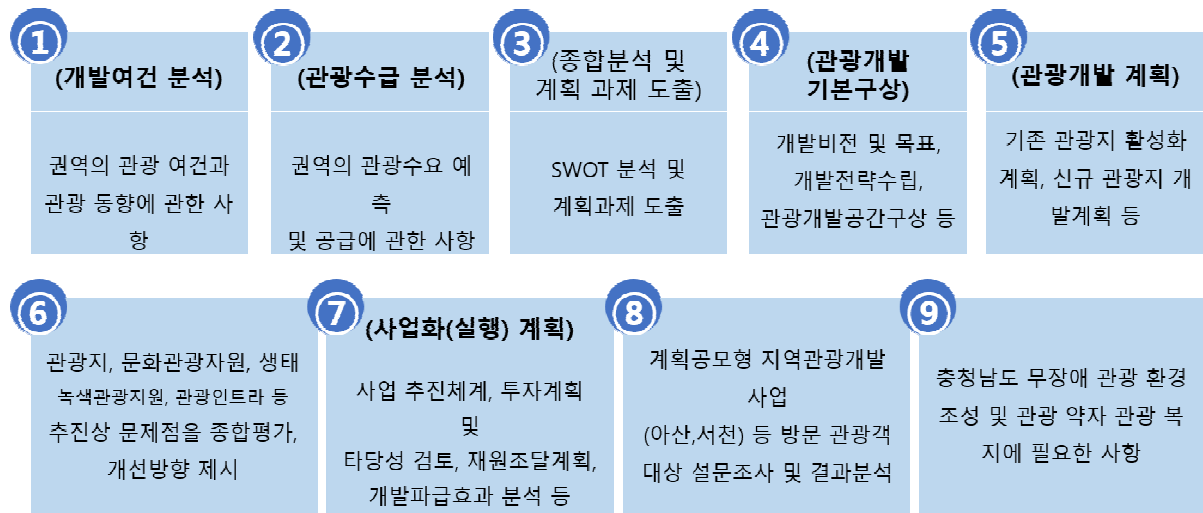 1
(개발여건 분석)
권역의 관광 여건과
관광 동향에 관한 사
항
2
(관광수급 분석)
권역의 관광수요 예
측
및 공급에 관한 사항
3
(종합분석 및
계획 과제 도출)
SWOT 분석 및
계획과제 도출
4
(관광개발
기본구상)
개발비전 및 목표,
개발전략수립,
관광개발공간구상 등
5
(관광개발 계획)
기존 관광지 활성화
계획, 신규 관광지 개
발계획 등
6
관광지, 문화관광자원, 생태
녹색관광지원, 관광인트라 등
추진상 문제점을 종합평가,
개선방향 제시
7
(사업화(실행) 계획)
사업 추진체계, 투자계획
및
타당성 검토, 재원조달계획,
개발파급효과 분석 등
8
계획공모형 지역관광개발
사업
(아산,서천) 등 방문 관광객
대상 설문조사 및 결과분석
9
충청남도 무장애 관광 환경
조성 및 관광 약자 관광 복
지에 필요한 사항